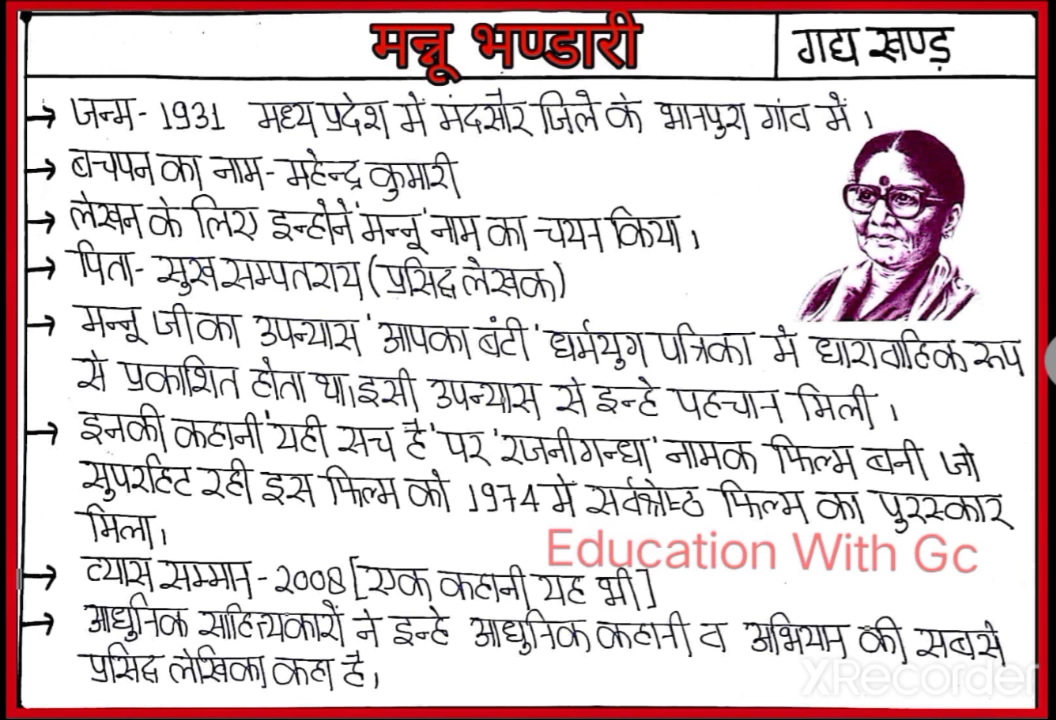 मन्नू भण्डारी
गद्य खण्ड़
→ जन्म- 1931 मध्य प्रदेश में मंदसौर जिले के भानपुरा गांव में ।
→ बचपन का नाम- महेन्द्र कुमारी
→ लेखन के लिए इन्होनें 'मन्नू' नाम का चयन किया ।
→ पिता- सुख सम्पतराय (प्रसिद्ध लेखक)
→ मन्नू जी का उपन्यास 'आपका बंटी' धर्मयुग पत्रिका में धारावाहिक रूप
से प्रकाशित होता था। इसी उपन्यास से इन्हे पहचान मिली ।
→ इनकी कहानी 'यही सच है' पर 'रजनीगन्धा' नामक फिल्म बनी जो
सुपरहिट रही इस फिल्म को 1974 में सर्वश्रेष्ठ फिल्म का पुरस्कार
मिला।
Education With Gc
→ व्यास सम्मान - 2008 [एक कहानी यह भी]
→ आधुनिक साहित्यकारों ने इन्हे आधुनिक कहानी व अभियान की सबसे
प्रसिद्ध लेखिका कहा है।
XRecorder